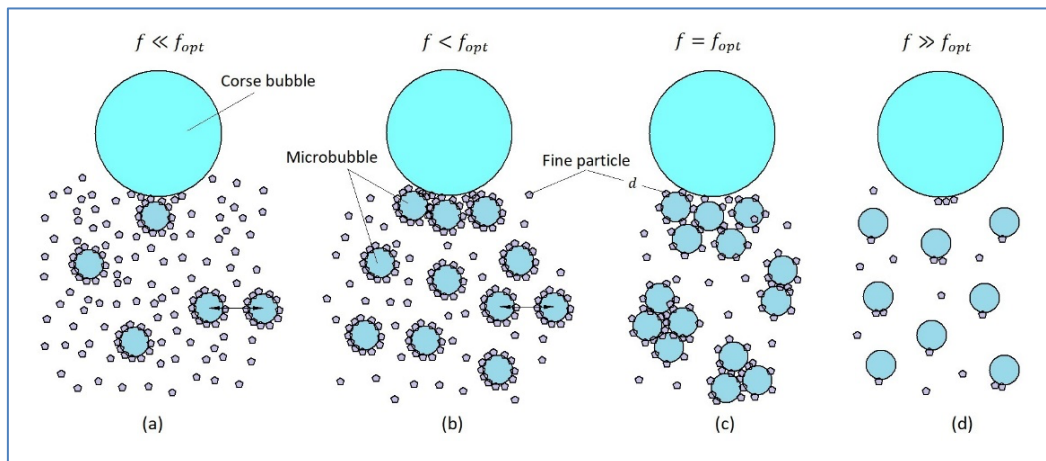 f ≪ f_opt
f < f_opt
f = f_opt
f ≫ f_opt
Corse bubble
Microbubble
Fine particle
d
(a)
(b)
(c)
(d)